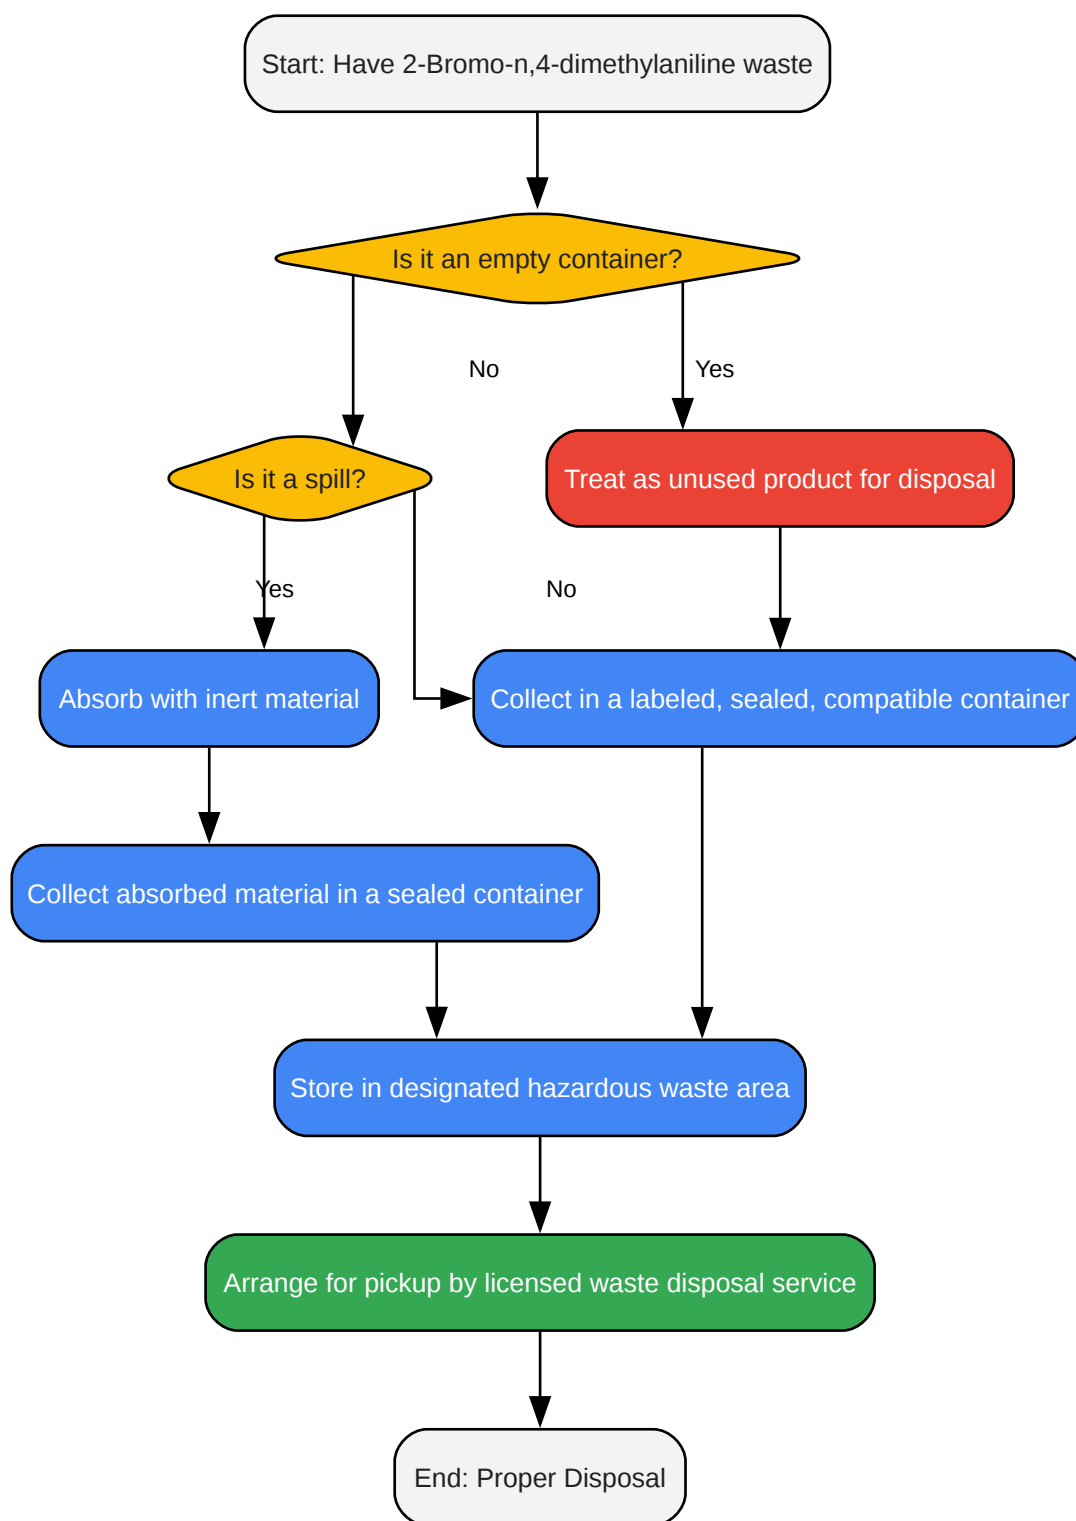 Start: Have 2-Bromo-n,4-dimethylaniline waste
Is it an empty container?
No
Yes
Is it a spill?
Treat as unused product for disposal
Yes
No
Absorb with inert material
Collect in a labeled, sealed, compatible container
Collect absorbed material in a sealed container
Store in designated hazardous waste area
Arrange for pickup by licensed waste disposal service
End: Proper Disposal